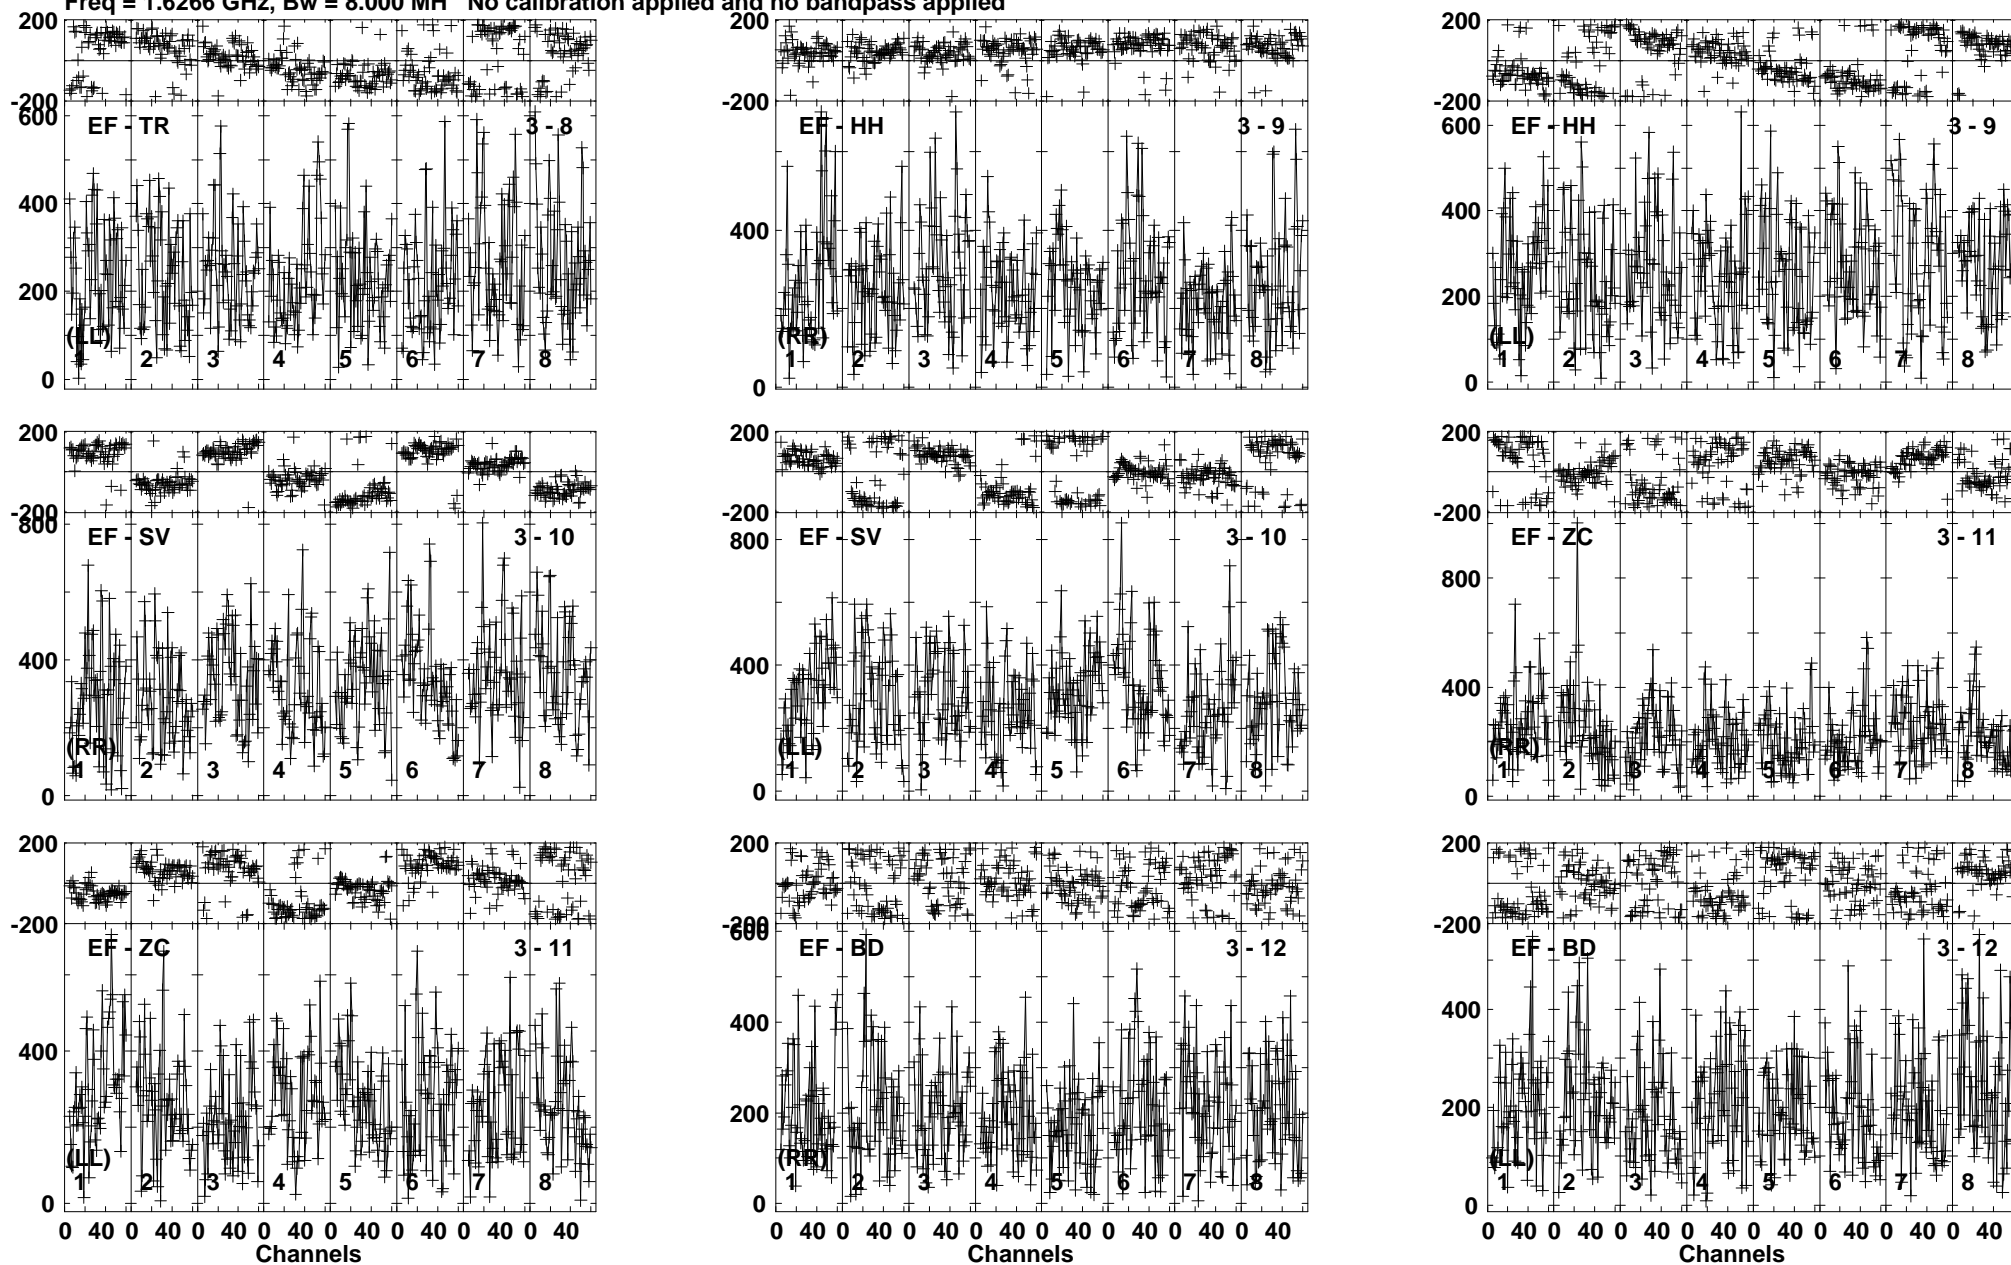 Freq = 1.6266 GHz, Bw = 8.000 MH No calibration applied and no bandpass applied
200 200 200
-200 -200 -200
600 EF - TR 3 - 8 EF - HH 3 - 9 600 EF - HH 3 - 9
400 400 400
200 200
(LL) (RR) (LL)
1 2 3 4 5 6 7 8 1 2 3 4 5 6 7 8 1 2 3 4 5 6 7 8
0 0 0
200 200 200
-200 -200 -200
800 EF - SV 3 - 10 800 EF - SV 3 - 10 EF - ZC 3 - 11
800
400 400 400
(RR) (LL) (RR)
1 2 3 4 5 6 7 8 1 2 3 4 5 6 7 8 1 2 3 4 5 6 7 8
0 0 0
200 200 200
-200 -200 -200
600
EF - ZC 3 - 11 EF - BD 3 - 12 EF - BD 3 - 12
400 400 400
200 200
(LL) (RR) (LL)
1 2 3 4 5 6 7 8 1 2 3 4 5 6 7 8 1 2 3 4 5 6 7 8
0 0 0
0 40 0 40 0 40 0 40 0 40 0 40 0 40 0 40 0 40 0 40 0 40 0 40 0 40 0 40 0 40 0 40 0 40 0 40 0 40 0 40 0 40 0 40 0 40 0 40
Channels Channels Channels